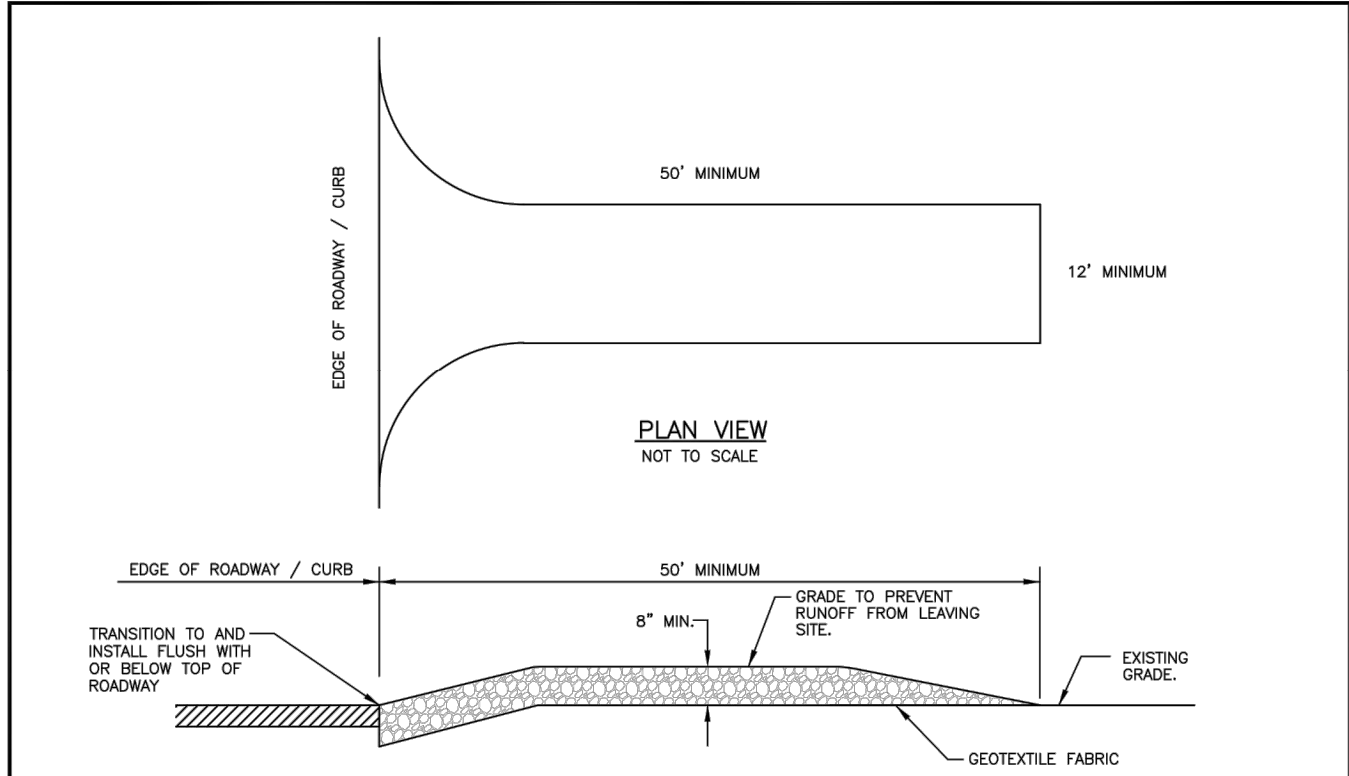 EDGE OF ROADWAY / CURB
50' MINIMUM
12' MINIMUM
PLAN VIEW
NOT TO SCALE
EDGE OF ROADWAY / CURB
50' MINIMUM
TRANSITION TO AND
INSTALL FLUSH WITH
OR BELOW TOP OF
ROADWAY
8" MIN.
GRADE TO PREVENT
RUNOFF FROM LEAVING
SITE.
EXISTING
GRADE.
GEOTEXTILE FABRIC